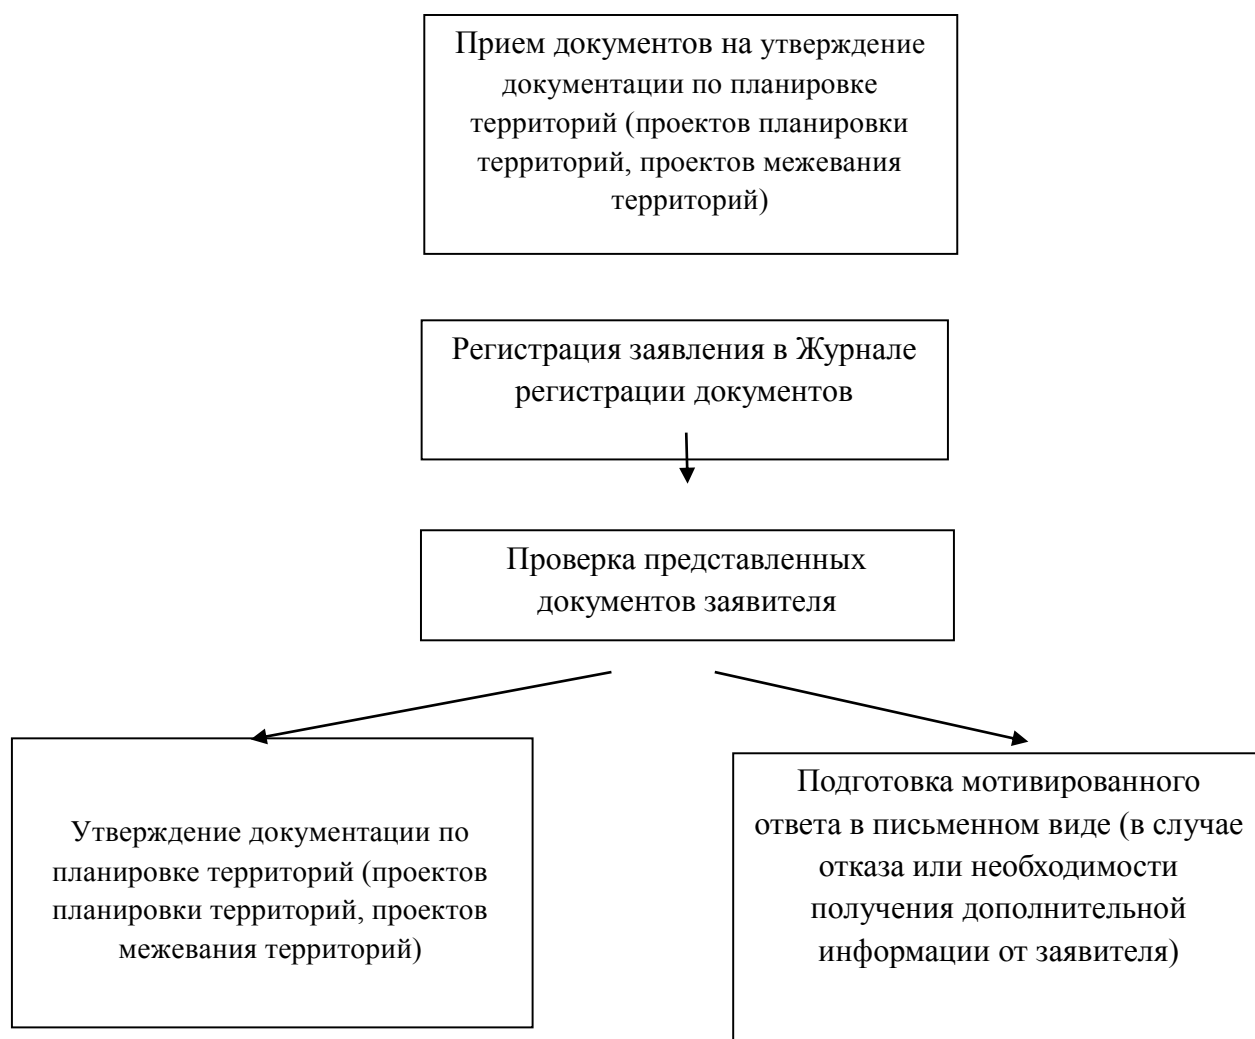 Прием документов на утверждение
документации по планировке
территорий (проектов планировки
территорий, проектов межевания
территорий)
Регистрация заявления в Журнале
регистрации документов
Проверка представленных
документов заявителя
Утверждение документации по
планировке территорий (проектов
планировки территорий, проектов
межевания территорий)
Подготовка мотивированного
ответа в письменном виде (в случае
отказа или необходимости
получения дополнительной
информации от заявителя)